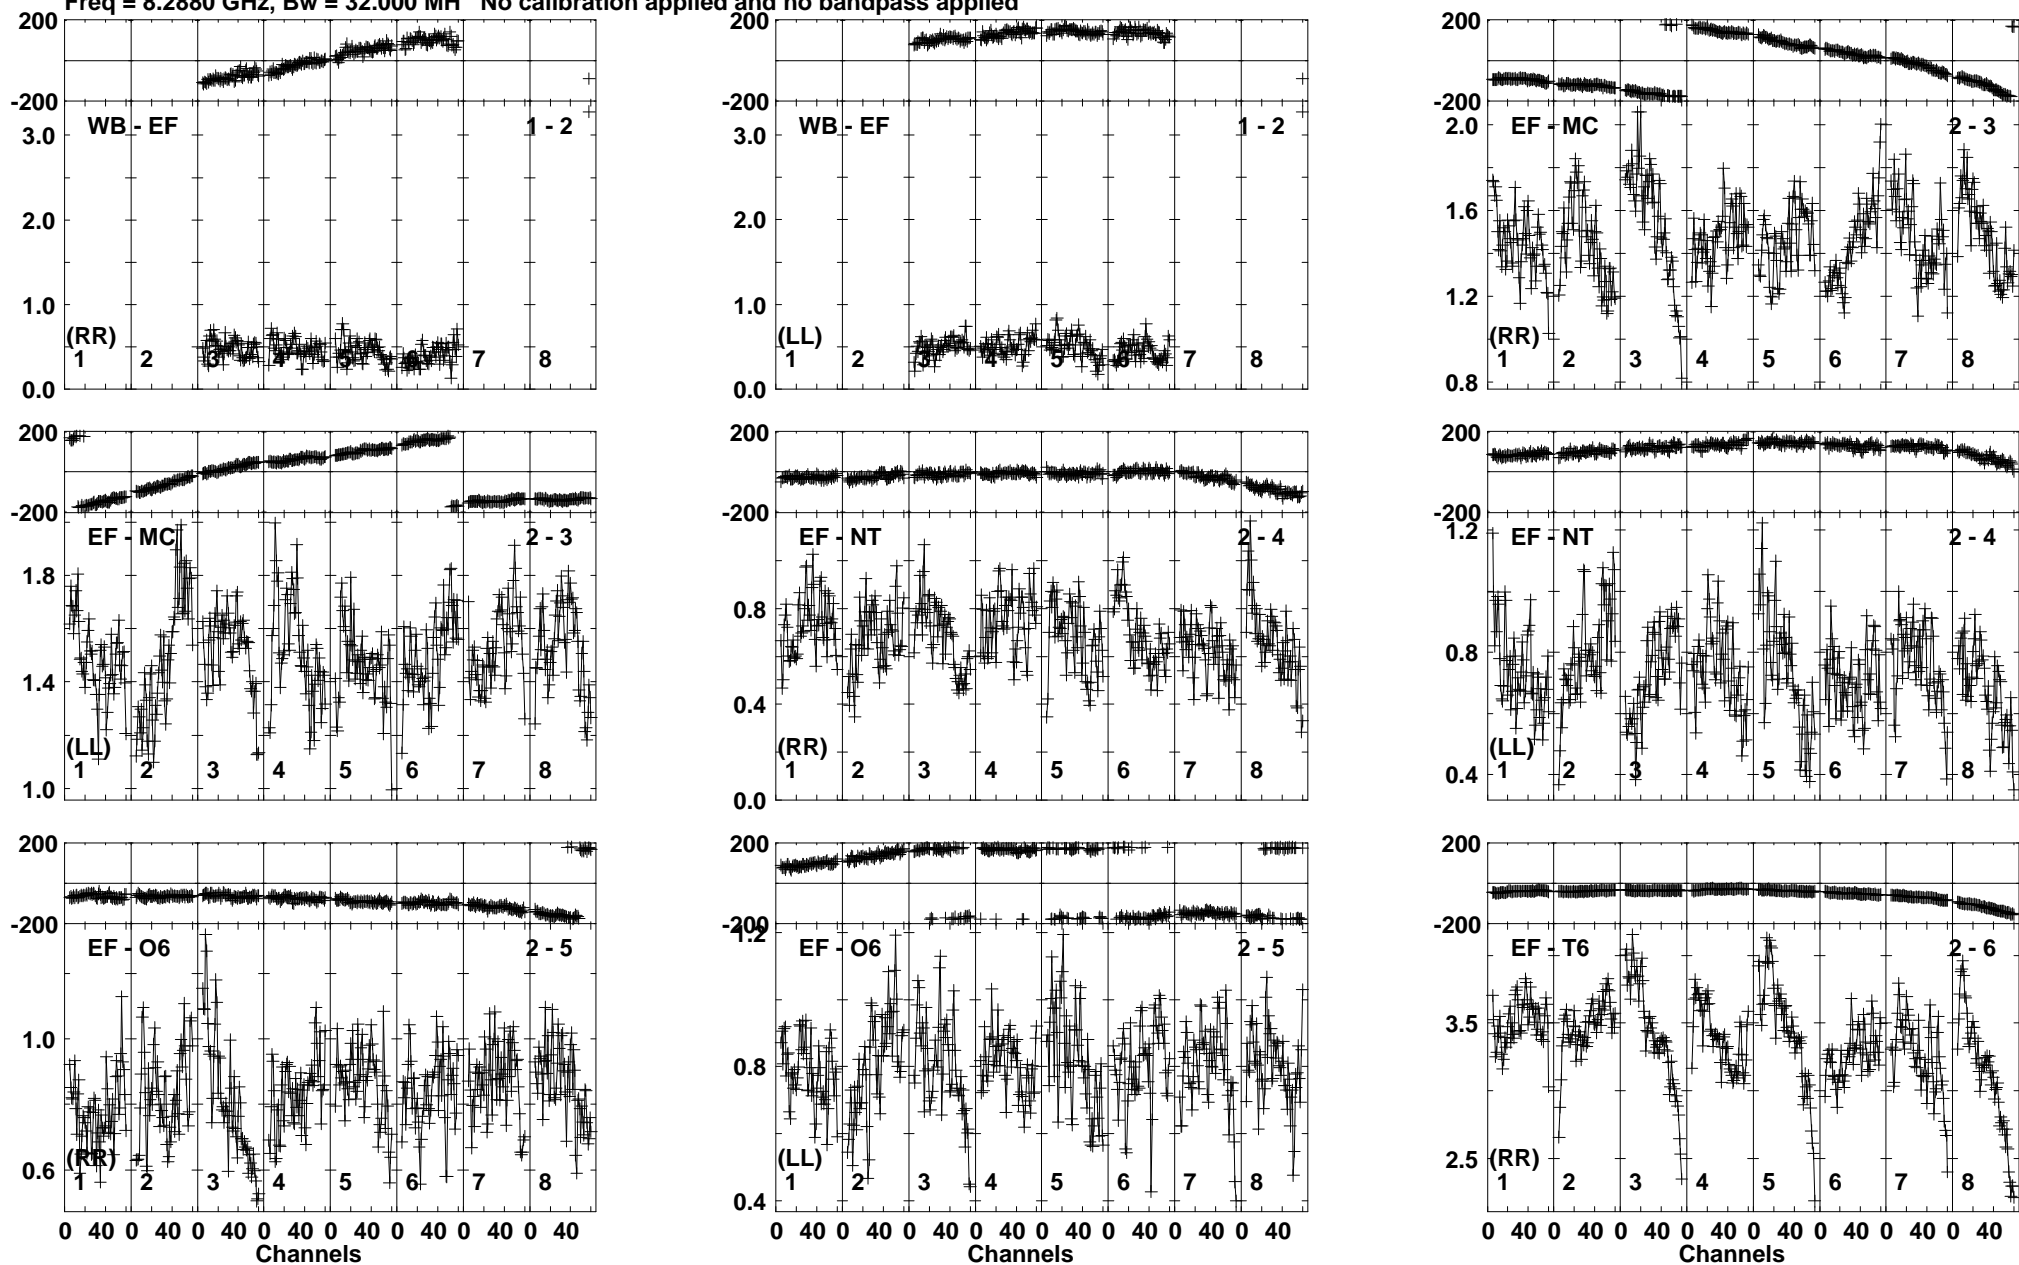 Freq = 8.2880 GHz, Bw = 32.000 MH No calibration applied and no bandpass applied
200 200 200
-200 -200 -200
WB - EF 1 - 2 WB - EF 1 - 2 EF - MC 2 - 3
3.0 3.0 2.0
2.0 2.0 1.6
1.0 1.0 1.2
(RR) (LL) (RR)
1 2 3 4 5 6 7 8 1 2 3 4 5 6 7 8 1 2 3 4 5 6 7 8
0.0 0.0 0.8
200 200 200
-200 -200 -200
EF - MC 2 - 3 EF - NT 2 - 4 EF - NT 2 - 4
1.2
1.8 0.8 0.8
1.4 0.4 0.4
(LL) (RR) (LL)
1 2 3 4 5 6 7 8 1 2 3 4 5 6 7 8 1 2 3 4 5 6 7 8
1.0 0.0
200 200 200
-200 -200 -200
1.2
EF - O6 2 - 5 EF - O6 2 - 5 EF - T6 2 - 6
1.0 0.8 3.5
0.6 0.4 2.5
(RR) (LL) (RR)
1 2 3 4 5 6 7 8 1 2 3 4 5 6 7 8 1 2 3 4 5 6 7 8
0 40 0 40 0 40 0 40 0 40 0 40 0 40 0 40 0 40 0 40 0 40 0 40 0 40 0 40 0 40 0 40 0 40 0 40 0 40 0 40 0 40 0 40 0 40 0 40
Channels Channels Channels